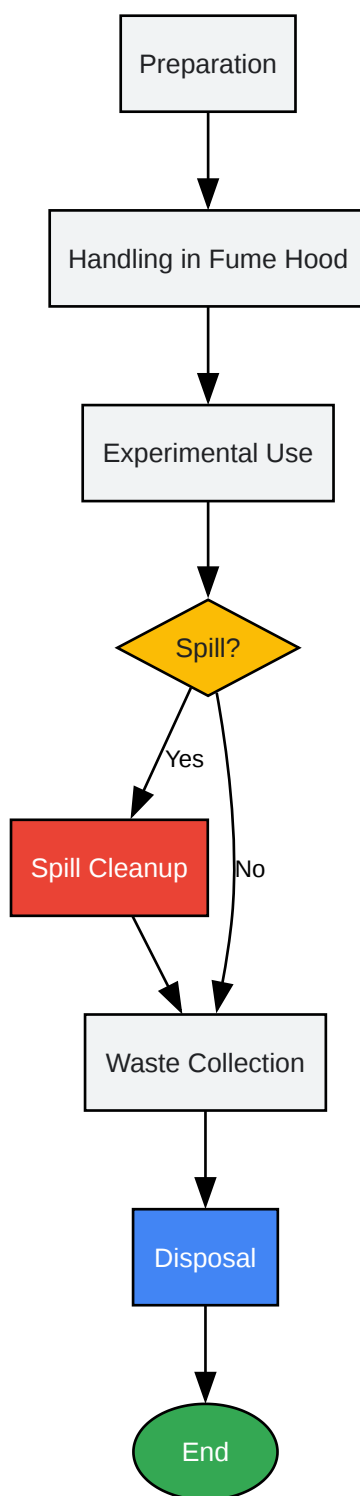 Preparation
Handling in Fume Hood
Experimental Use
Spill?
Yes
Spill Cleanup
No
Waste Collection
Disposal
End